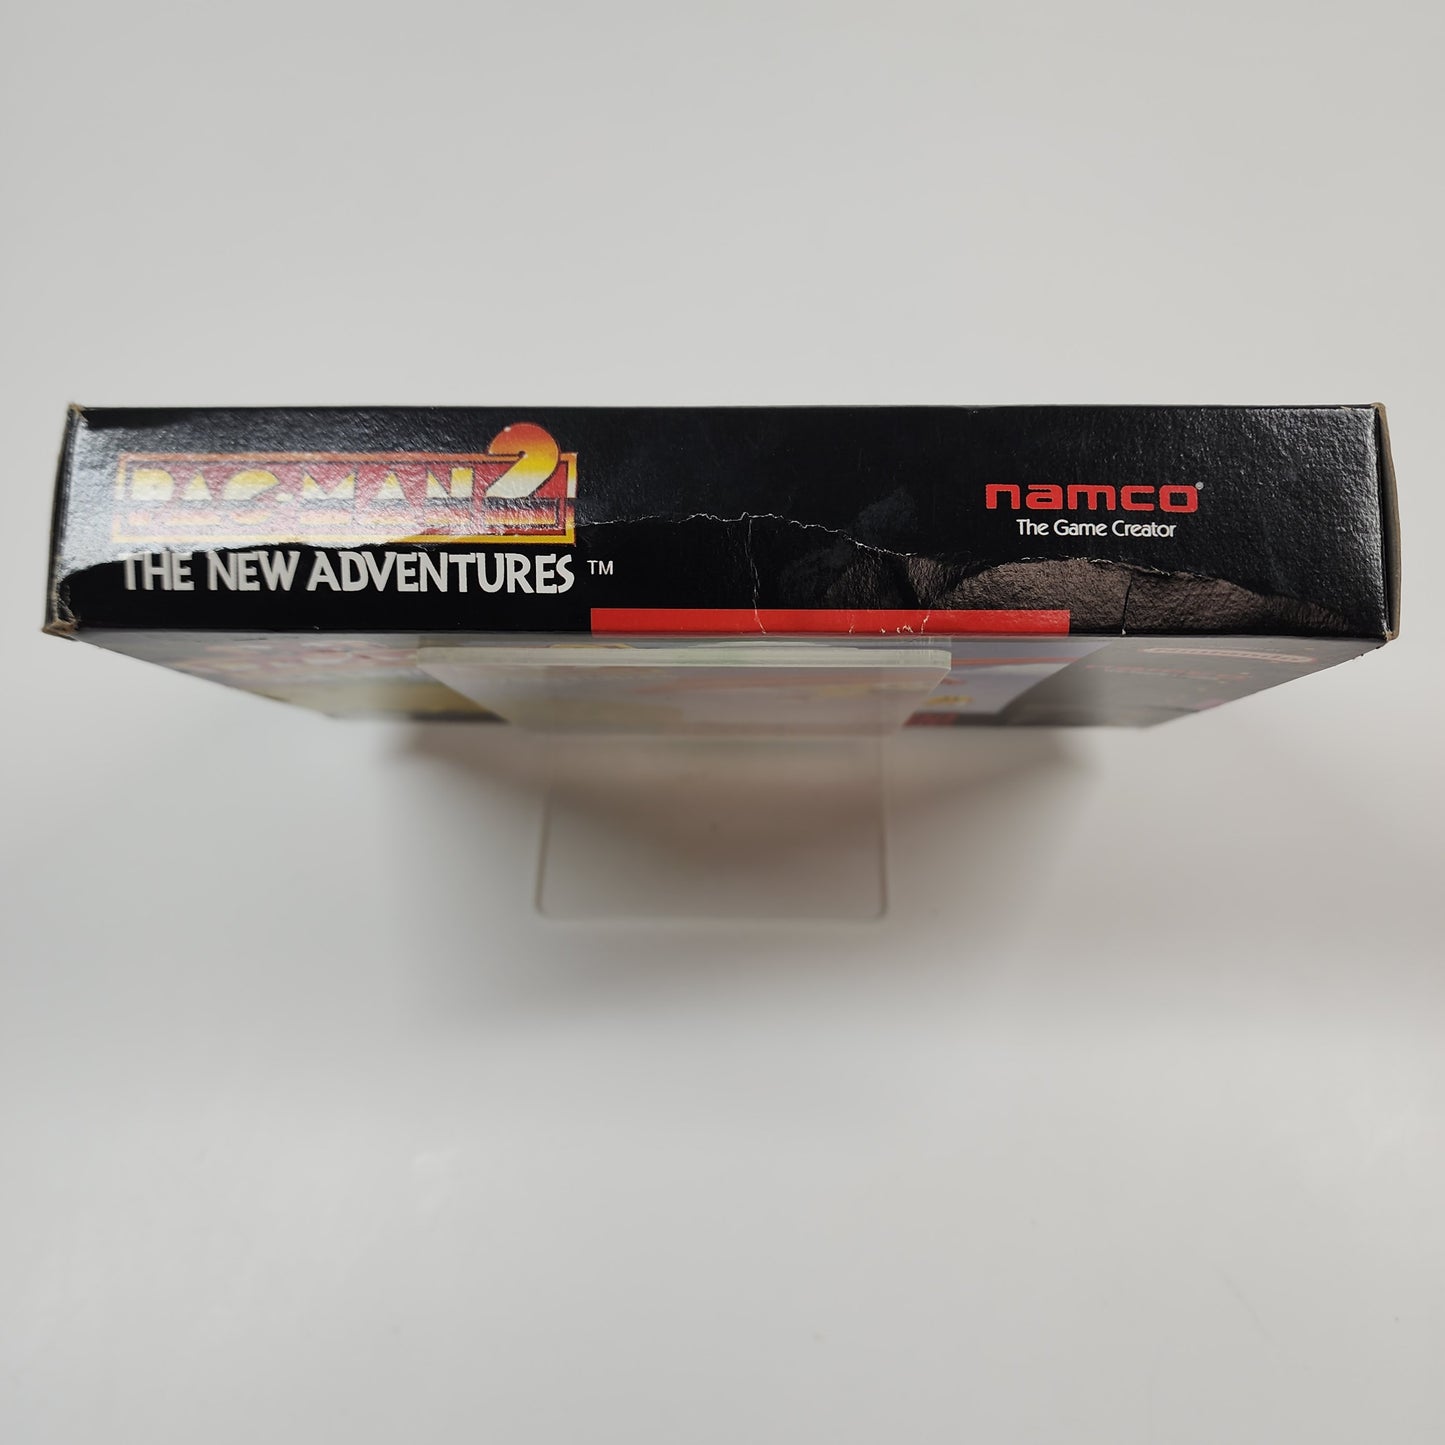 PAC-MAN 2
THE NEW ADVENTURES ™
namco®
The Game Creator